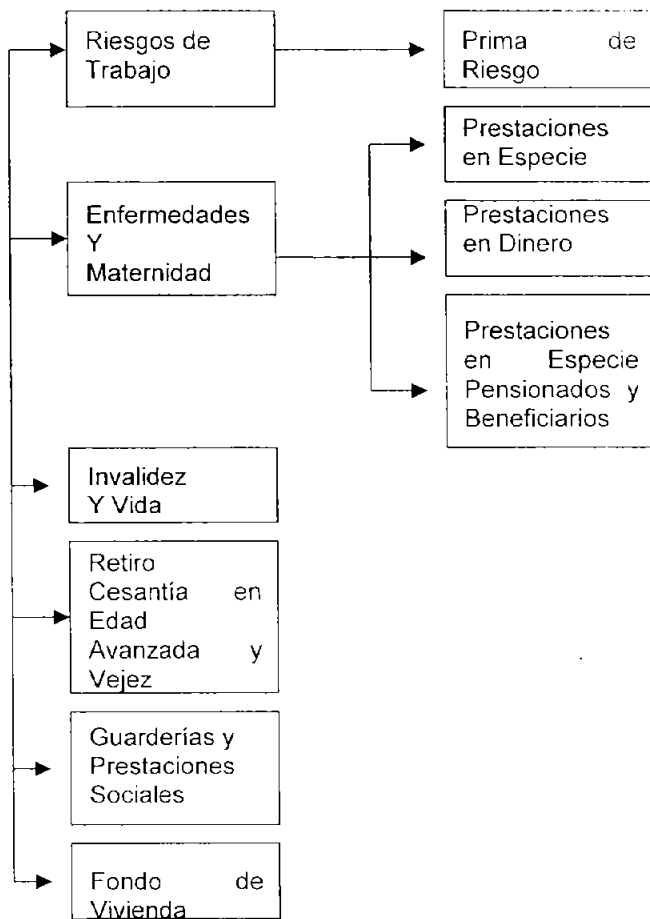 Riesgos de
Trabajo
Prima de
Riesgo
Prestaciones
en Especie
Enfermedades
Y
Maternidad
Prestaciones
en Dinero
Prestaciones
en Especie
Pensionados y
Beneficiarios
Invalidez
Y Vida
Retiro
Cesantía en
Edad
Avanzada y
Vejez
Guarderías y
Prestaciones
Sociales
Fondo de
Vivienda